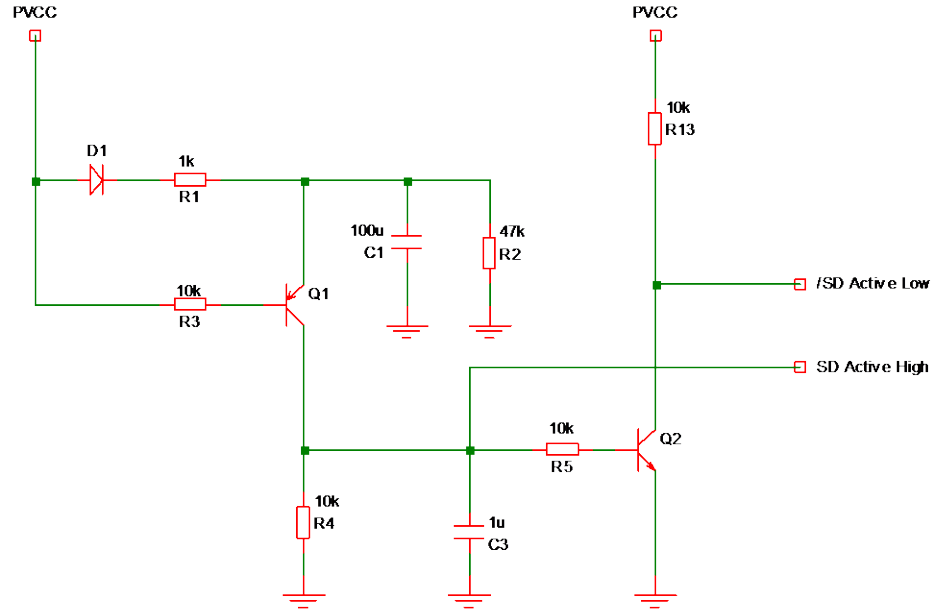 PVCC
PVCC
10k
R13
D1
1k
R1
100u
C1
47k
R2
10k
R3
Q1
/SD Active Low
SD Active High
10k
R5
Q2
10k
R4
1u
C3